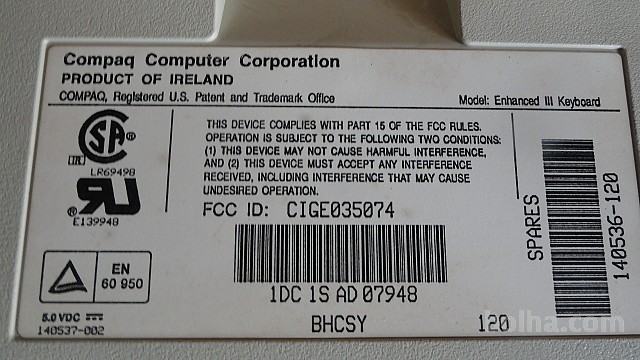 Compaq Computer Corporation
PRODUCT OF IRELAND
COMPAQ, Registered U.S. Patent and Trademark Office
Model: Enhanced III Keyboard
SA ®
LR69498
RU ®
E139948
THIS DEVICE COMPLIES WITH PART 15 OF THE FCC RULES.
OPERATION IS SUBJECT TO THE FOLLOWING TWO CONDITIONS:
(1) THIS DEVICE MAY NOT CAUSE HARMFUL INTERFERENCE,
AND (2) THIS DEVICE MUST ACCEPT ANY INTERFERENCE
RECEIVED, INCLUDING INTERFERENCE THAT MAY CAUSE
UNDESIRED OPERATION.
FCC ID: CIGE035074
SPARES
140536-120
EN
60 950
1DC 1S AD 07948
5.0 VDC
140537-002
BHCSY
120
bolha.com